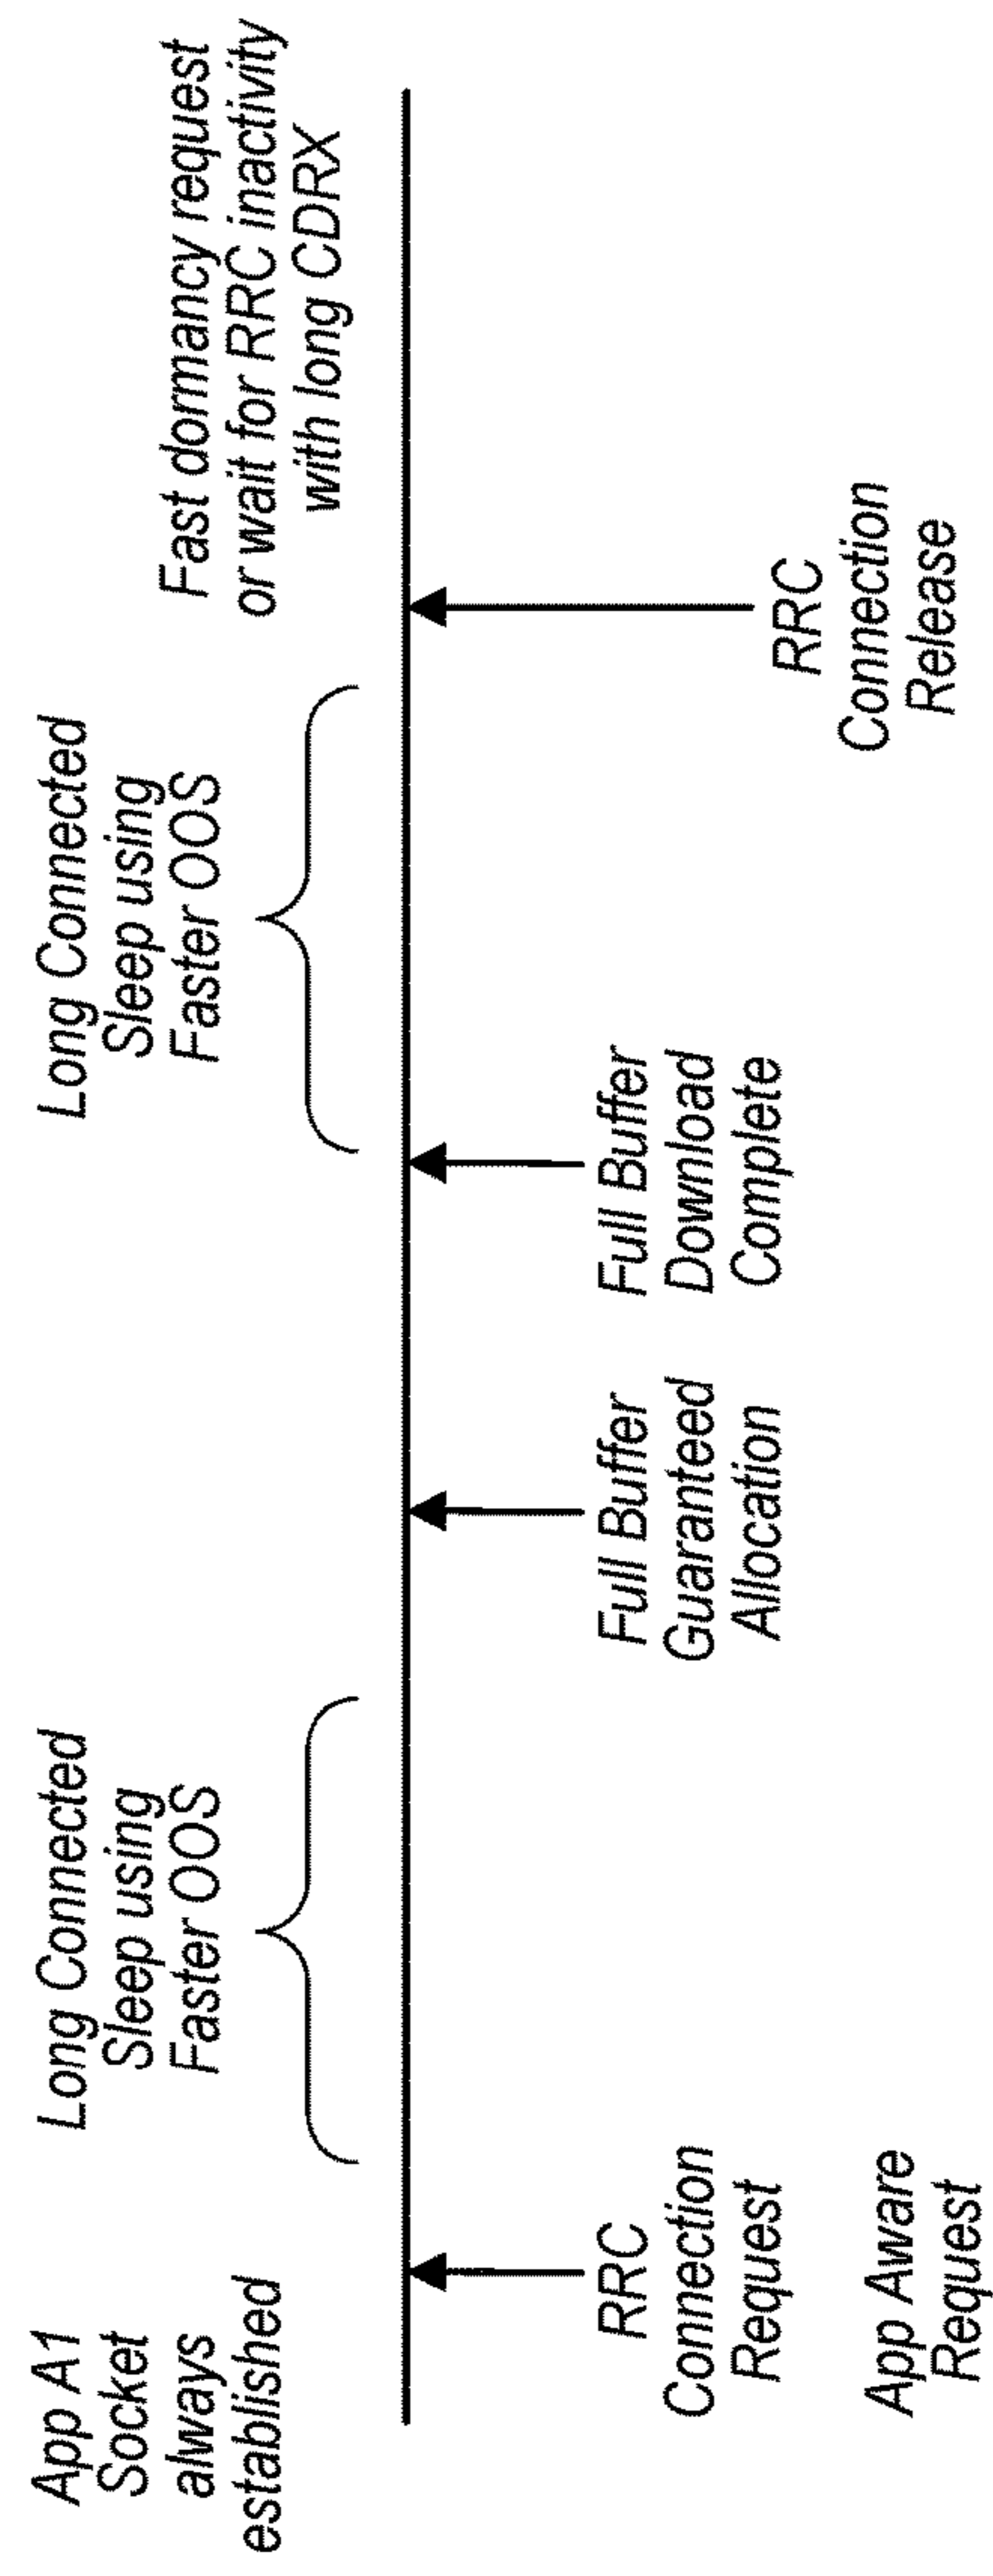 App A1
Socket
always
established
Long Connected
Sleep using
Faster OOS
Long Connected
Sleep using
Faster OOS
Fast dormancy request
or wait for RRC inactivity
with long CDRX
RRC
Connection
Request
App Aware
Request
Full Buffer
Guaranteed
Allocation
Full Buffer
Download
Complete
RRC
Connection
Release